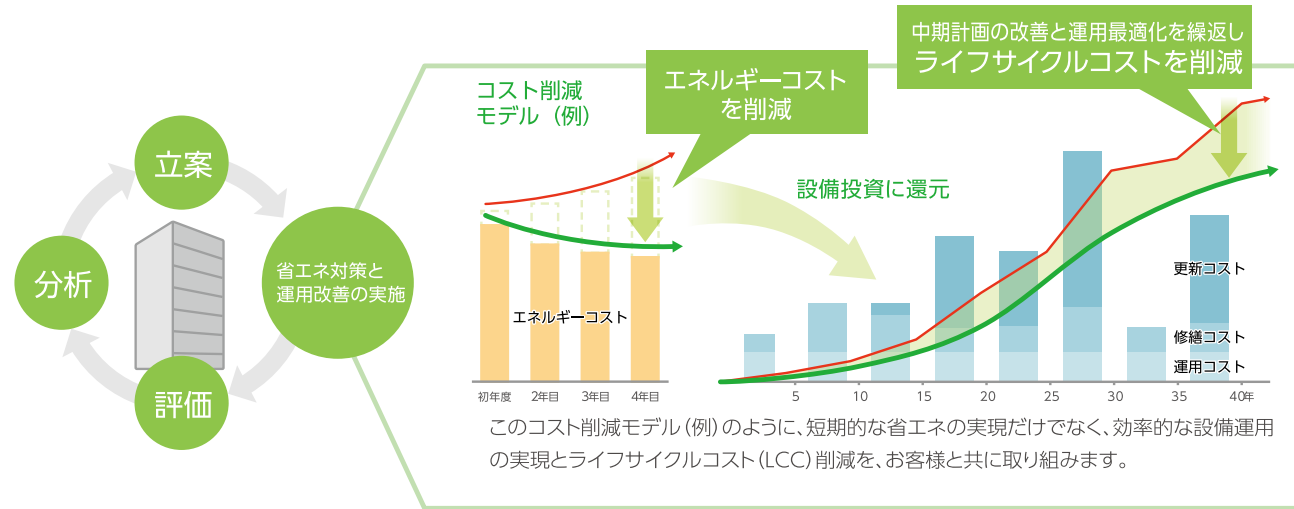 立案
分析
省エネ対策と
運用改善の実施
評価
コスト削減
モデル（例）
エネルギーコスト
を削減
中期計画の改善と運用最適化を繰返し
ライフサイクルコストを削減
設備投資に還元
エネルギーコスト
初年度 2年目 3年目 4年目
更新コスト
修繕コスト
運用コスト
5 10 15 20 25 30 35 40年
このコスト削減モデル（例）のように、短期的な省エネの実現だけでなく、効率的な設備運用
の実現とライフサイクルコスト（LCC）削減を、お客様と共に取り組みます。